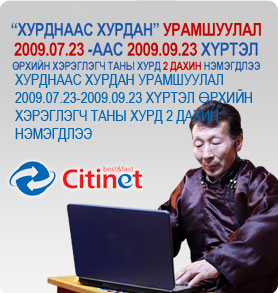 “ХУРДНААС ХУРДАН” УРАМШУУЛАЛ
2009.07.23 -ААС 2009.09.23 ХҮРТЭЛ
ӨРХИЙН ХЭРЭГЛЭГЧ ТАНЫ ХУРД 2 ДАХИН НЭМЭГДЛЭЭ
ХУРДНААС ХУРДАН УРАМШУУЛАЛ
2009.07.23-2009.09.23 ХҮРТЭЛ ӨРХИЙН
ХЭРЭГЛЭГЧ ТАНЫ ХУРД 2 ДАХИН
НЭМЭГДЛЭЭ
best&fast
Citinet